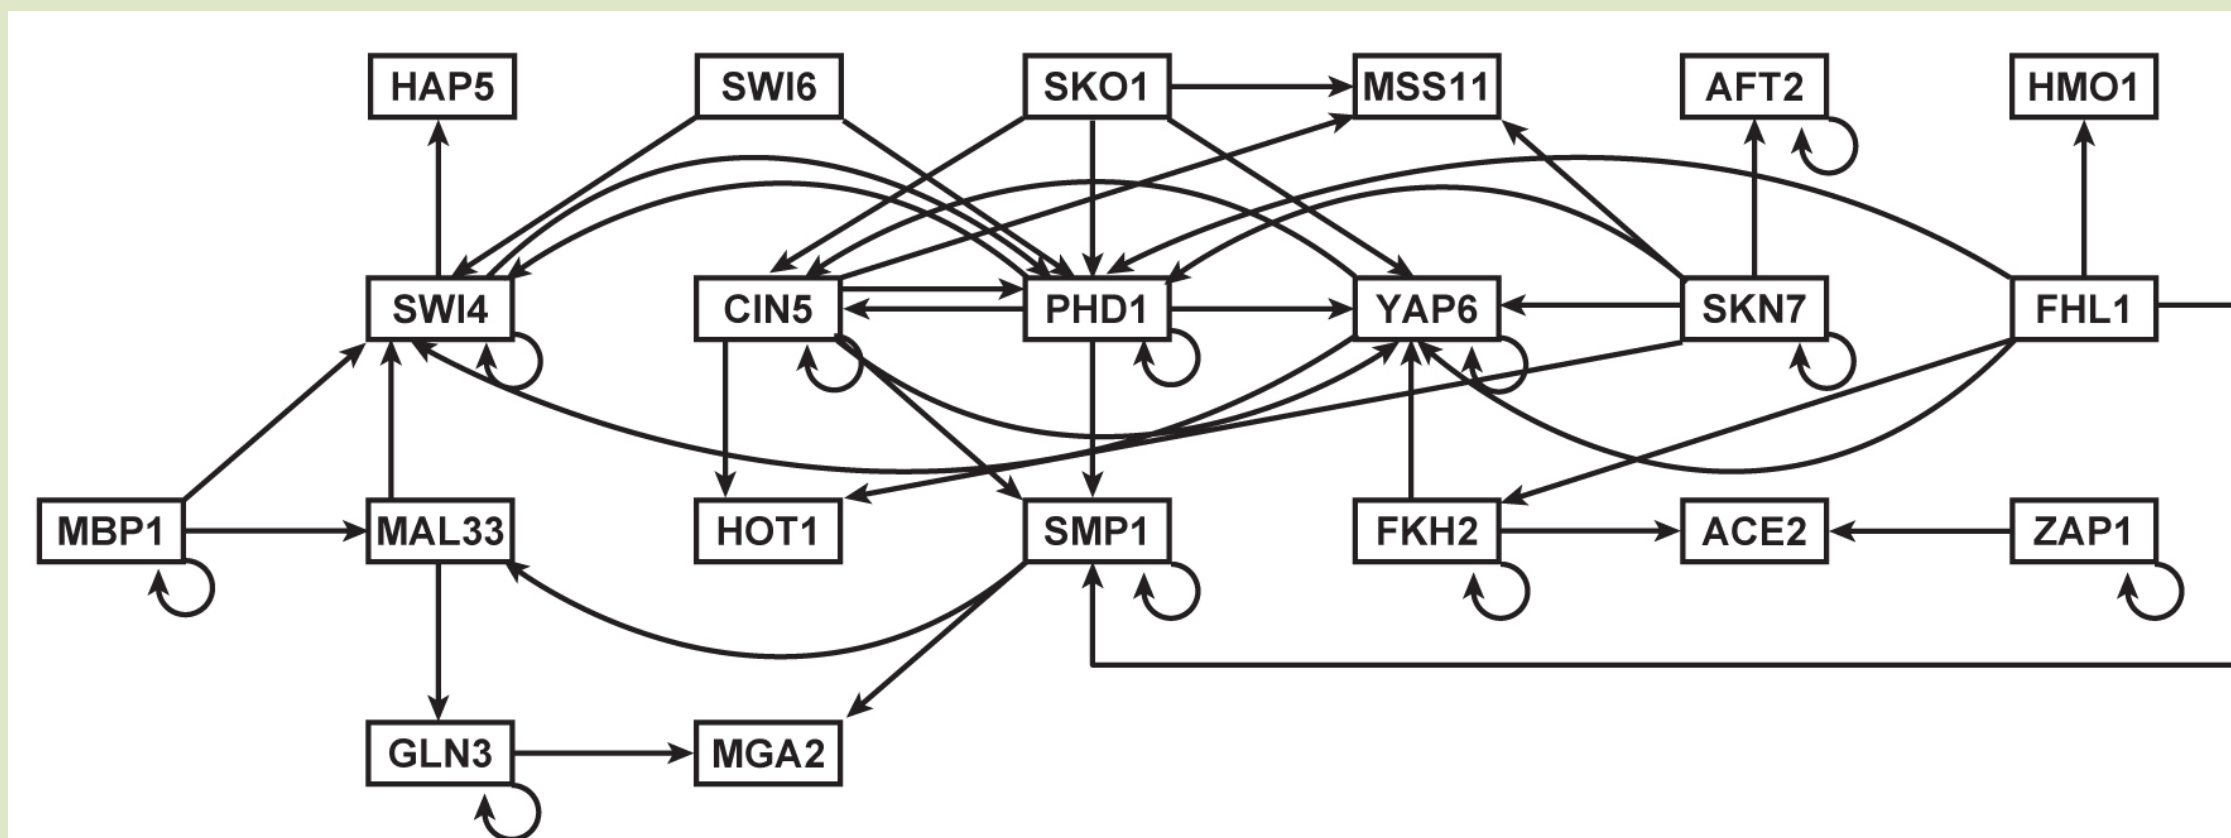 HAP5 SWI6 SKO1 MSS11 AFT2 HMO1
SWI4 CIN5 PHD1 YAP6 SKN7 FHL1
MBP1 MAL33 HOT1 SMP1 FKH2 ACE2 ZAP1
GLN3 MGA2